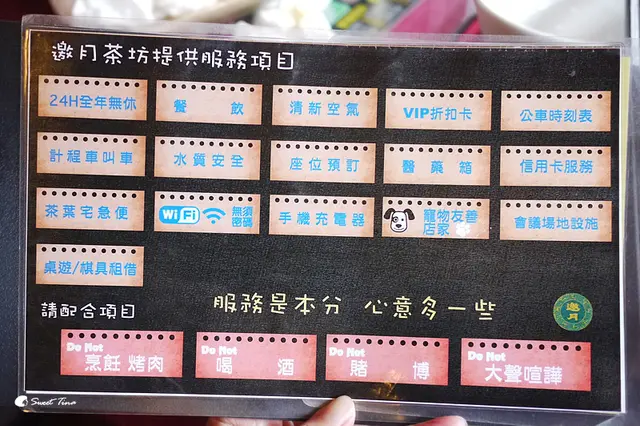 邀月茶坊提供服務項目
24H全年無休
餐 飲
清新空氣
VIP折扣卡
公車時刻表
計程車叫車
水質安全
座位預訂
醫藥箱
信用卡服務
茶葉宅急便
WiFi 無須
密碼
手機充電器
寵物友善
店家
會議場地設施
桌遊/棋具租借
服務是本分 心意多一些
邀月
請配合項目
Do Not
烹飪 烤肉
Do Not
喝 酒
Do Not
賭 博
Do Not
大聲喧譁
Sweet Tina